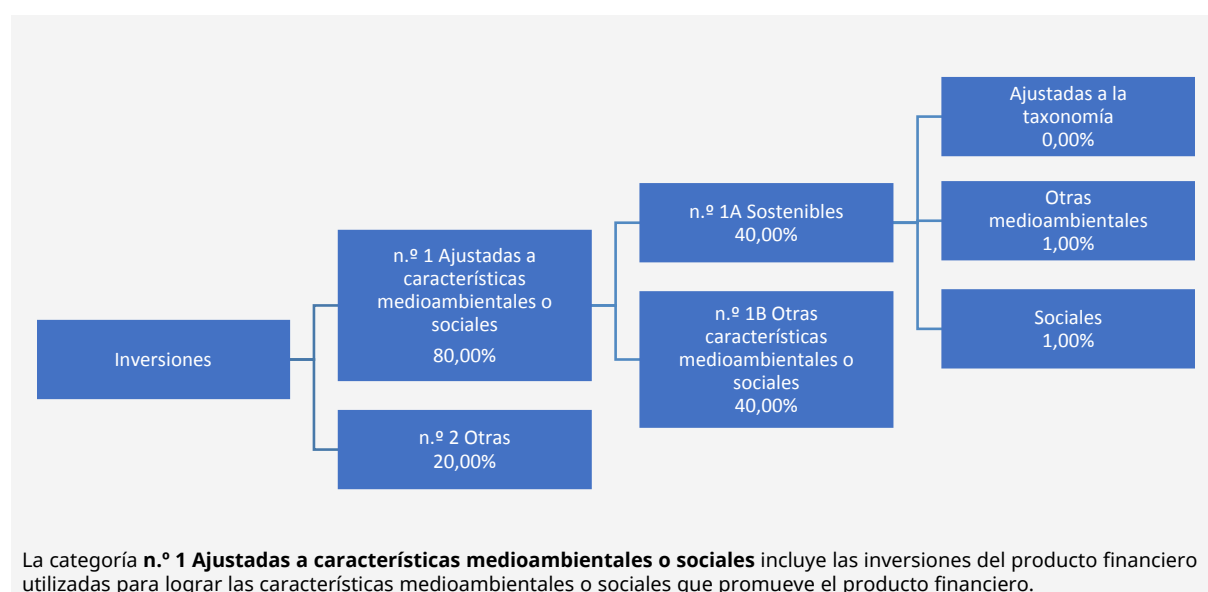 Inversiones
n.º 1 Ajustadas a
características
medioambientales o
sociales
80,00%
n.º 2 Otras
20,00%
n.º 1A Sostenibles
40,00%
n.º 1B Otras
características
medioambientales o
sociales
40,00%
Ajustadas a la
taxonomía
0,00%
Otras
medioambientales
1,00%
Sociales
1,00%
La categoría n.º 1 Ajustadas a características medioambientales o sociales incluye las inversiones del producto financiero
utilizadas para lograr las características medioambientales o sociales que promueve el producto financiero.